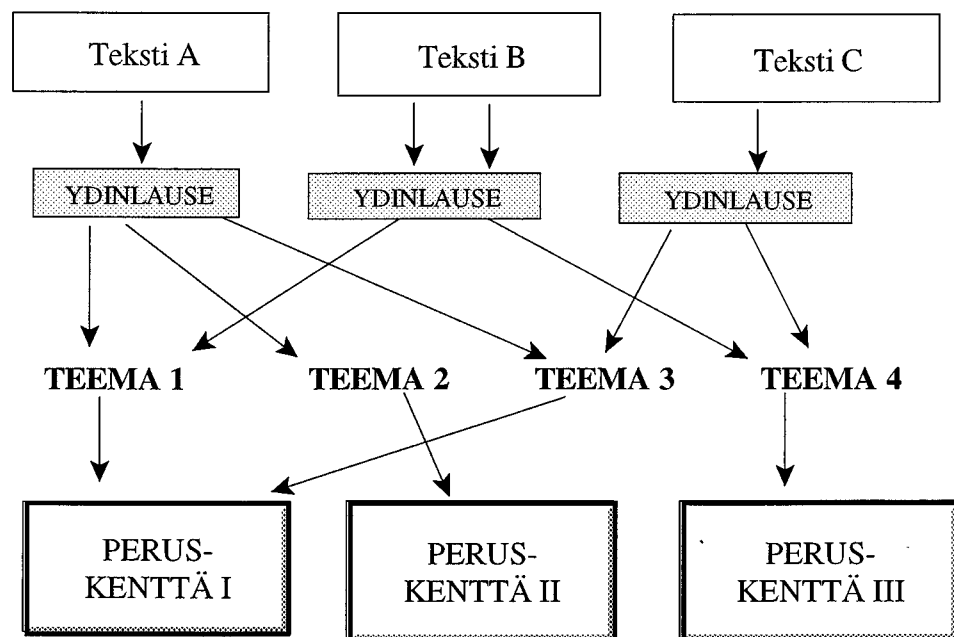 Teksti A
Teksti B
Teksti C
YDINLAUSE
YDINLAUSE
YDINLAUSE
TEEMA 1
TEEMA 2
TEEMA 3
TEEMA 4
PERUS-
KENTTÄ I
PERUS-
KENTTÄ II
PERUS-
KENTTÄ III